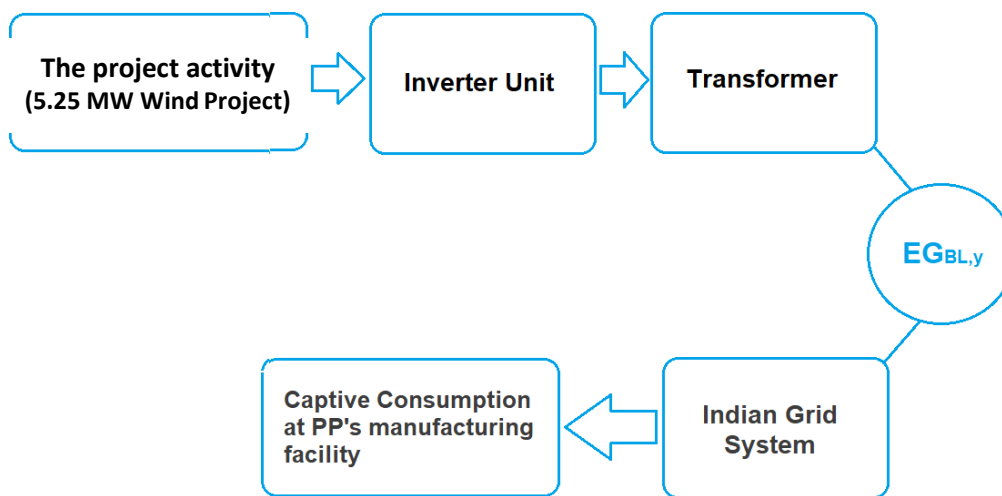 The project activity
(5.25 MW Wind Project)
Inverter Unit
Transformer
EGBL,y
Captive Consumption
at PP's manufacturing
facility
Indian Grid
System